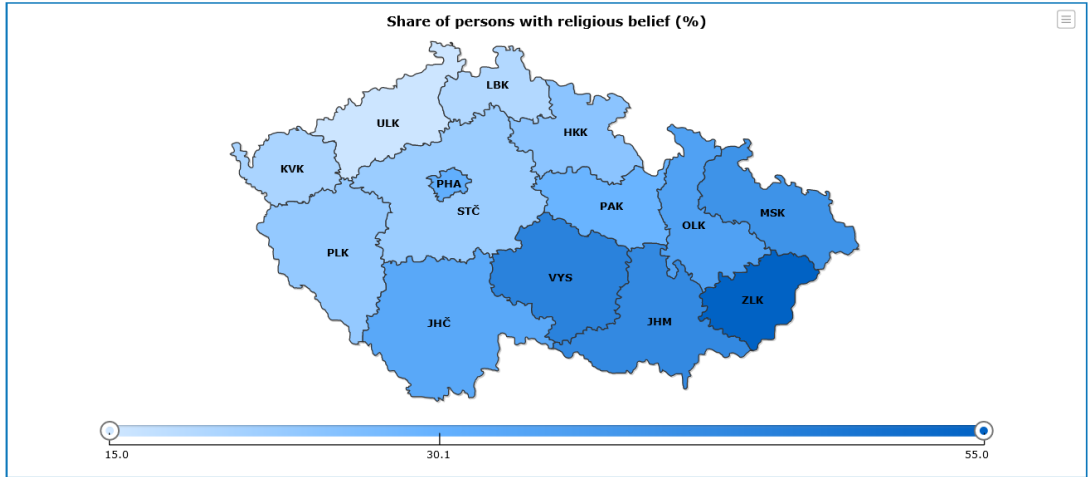 Share of persons with religious belief (%)
LBK
ULK
HKK
KVK
PHA
STČ
PAK
MSK
OLK
PLK
VYS
ZLK
JHČ
JHM
15.0 30.1 55.0